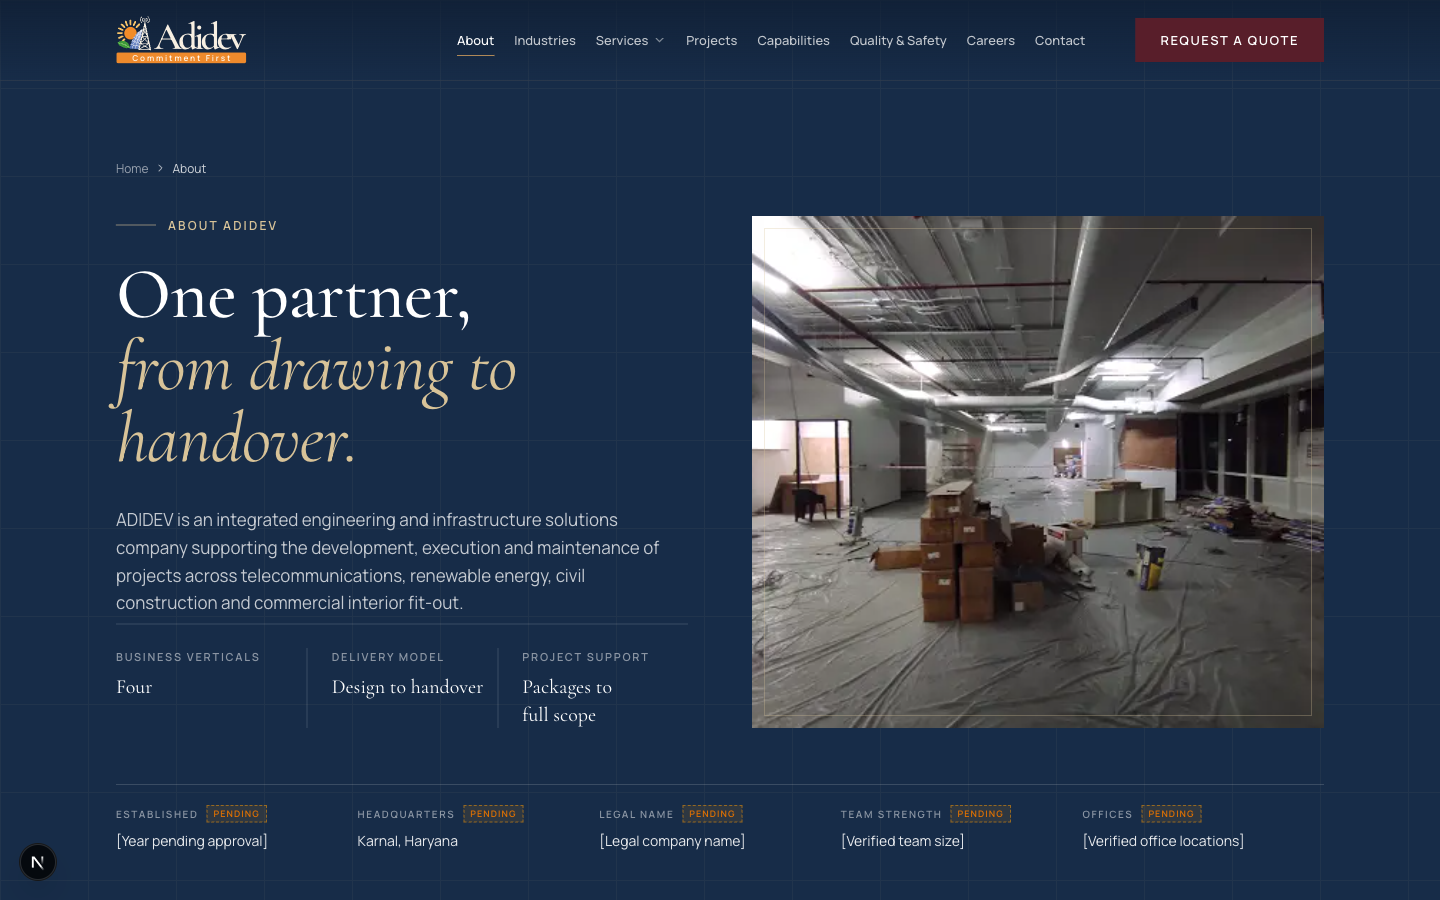 Adidev
Commitment First
About
Industries
Services
Projects
Capabilities
Quality & Safety
Careers
Contact
REQUEST A QUOTE
Home > About
ABOUT ADIDEV
One partner,
from drawing to
handover.
ADIDEV is an integrated engineering and infrastructure solutions
company supporting the development, execution and maintenance of
projects across telecommunications, renewable energy, civil
construction and commercial interior fit-out.
BUSINESS VERTICALS
Four
DELIVERY MODEL
Design to handover
PROJECT SUPPORT
Packages to
full scope
ESTABLISHED PENDING
[Year pending approval]
HEADQUARTERS PENDING
Karnal, Haryana
LEGAL NAME PENDING
[Legal company name]
TEAM STRENGTH PENDING
[Verified team size]
OFFICES PENDING
[Verified office locations]
N